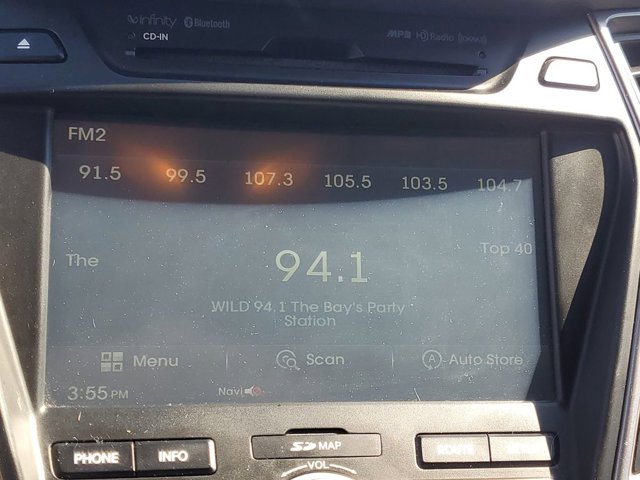 infinity Bluetooth
MP3 HD Radio
CD-IN
FM2
91.5 99.5 107.3 105.5 103.5 104.7
The 94.1 Top 40
WILD 94.1 The Bay's Party
Station
Menu Scan Auto Store
3:55 PM Navi
PHONE INFO SD MAP
VOL